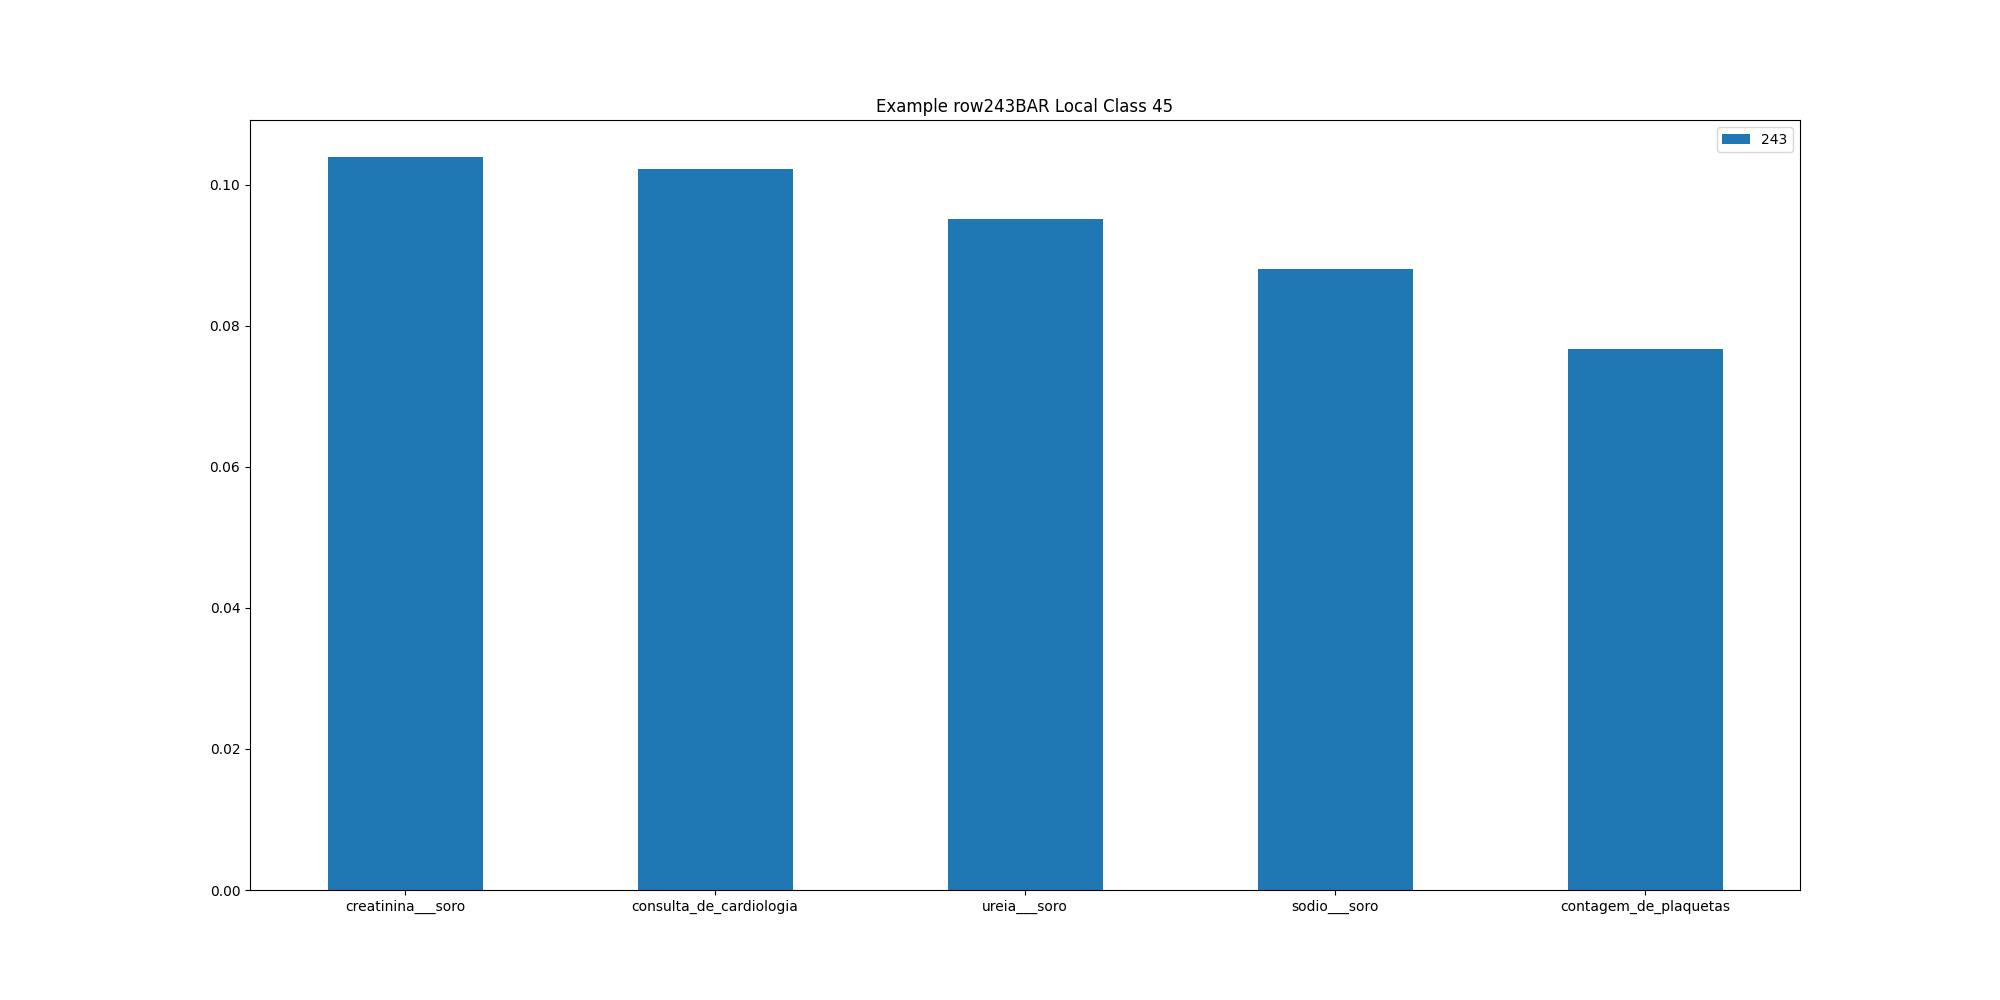 Example row243BAR Local Class 45
243
0.10
0.08
0.06
0.04
0.02
0.00
creatinina___soro
consulta_de_cardiologia
ureia___soro
sodio___soro
contagem_de_plaquetas